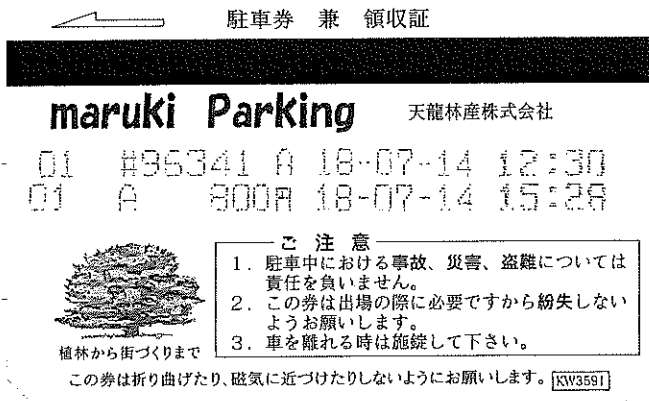 駐車券 兼 領収証
maruki Parking 天龍林産株式会社
01 #96341 A 18-07-14 12:30
01 A 800円 18-07-14 15:28
ご注意
1. 駐車中における事故、災害、盗難については
責任を負いません。
2. この券は出場の際に必要ですから紛失しない
ようお願いします。
3. 車を離れる時は施錠して下さい。
植林から街づくりまで
この券は折り曲げたり、磁気に近づけたりしないようにお願いします。 KW3591